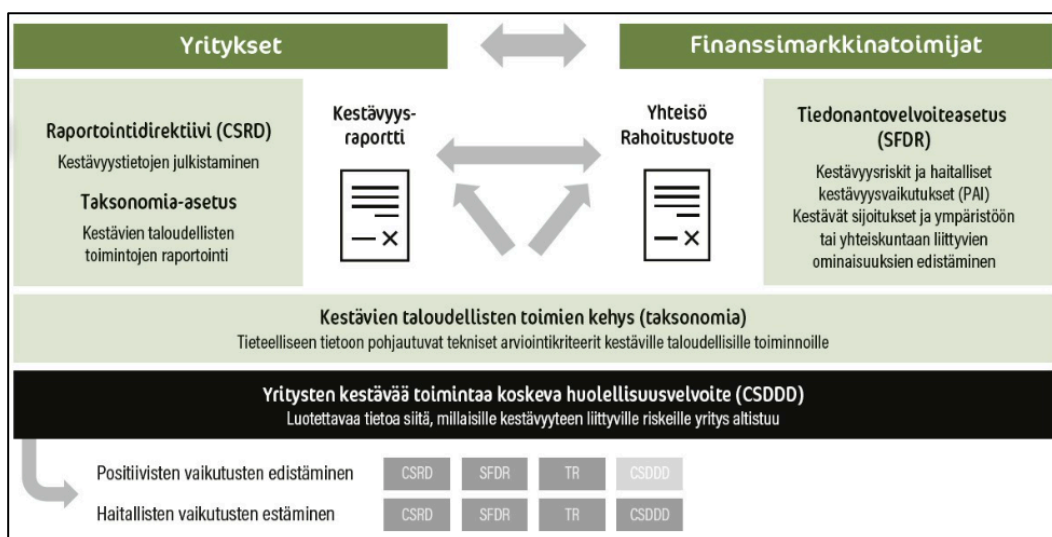 Yritykset
Finanssimarkkinatoimijat
Raportointidirektiivi (CSRD)
Kestävyystietojen julkistaminen
Taksonomia-asetus
Kestävien taloudellisten
toimintojen raportointi
Kestävyys-
raportti
Yhteisö
Rahoitustuote
Tiedonantovelvoiteasetus
(SFDR)
Kestävyysriskit ja haitalliset
kestävyysvaikutukset (PAI)
Kestävät sijoitukset ja ympäristöön
tai yhteiskuntaan liittyvien
ominaisuuksien edistäminen
Kestävien taloudellisten toimien kehys (taksonomia)
Tieteelliseen tietoon pohjautuvat tekniset arviointikriteerit kestäville taloudellisille toiminnoille
Yritysten kestävää toimintaa koskeva huolellisuusvelvoite (CSDDD)
Luotettavaa tietoa siitä, millaisille kestävyyteen liittyville riskeille yritys altistuu
Positiivisten vaikutusten edistäminen CSRD SFDR TR CSDDD
Haitallisten vaikutusten estäminen CSRD SFDR TR CSDDD